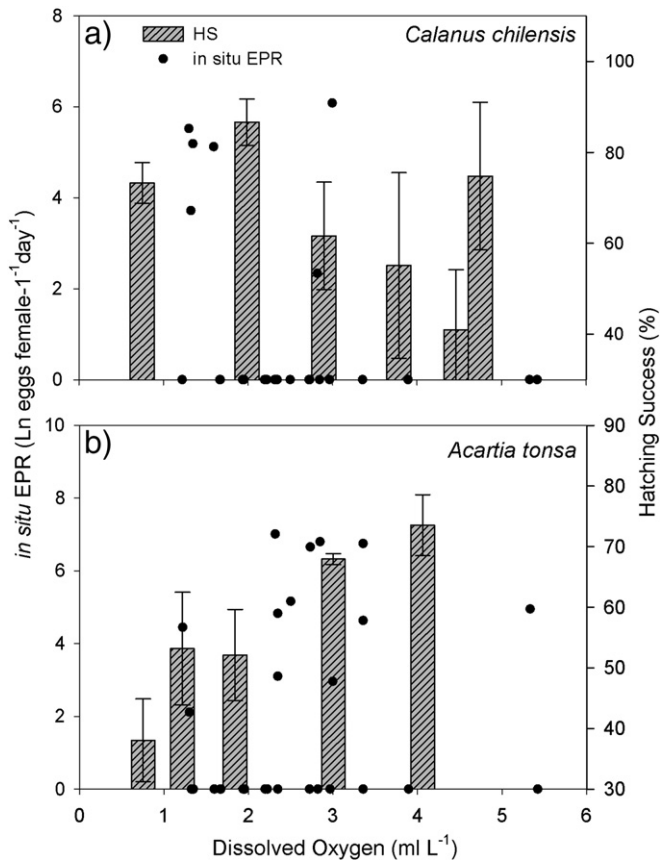 a)
HS
in situ EPR
Calanus chilensis
8
6
4
2
0
100
80
60
40
b)
Acartia tonsa
10
8
6
4
2
0
90
80
70
60
50
40
30
0 1 2 3 4 5 6
Dissolved Oxygen (ml L⁻¹)
in situ EPR (Ln eggs female-1⁻¹day⁻¹)
Hatching Success (%)